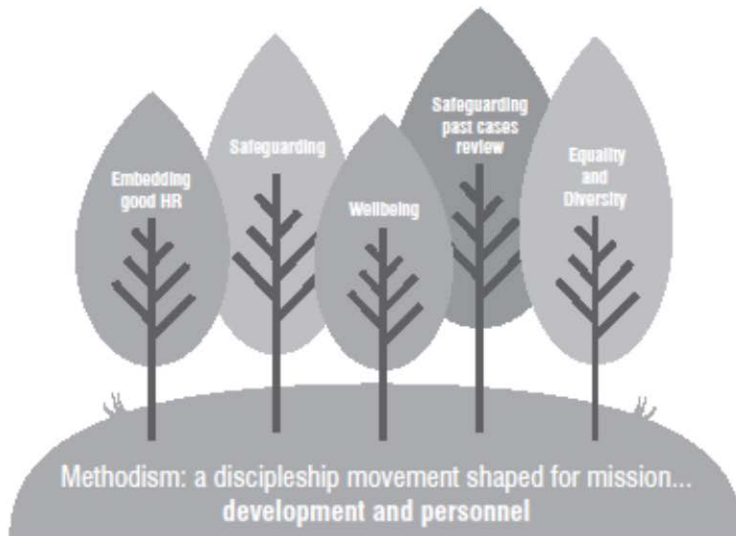 Embedding
good HR
Safeguarding
Wellbeing
Safeguarding
past cases
review
Equality
and
Diversity
Methodism: a discipleship movement shaped for mission...
development and personnel